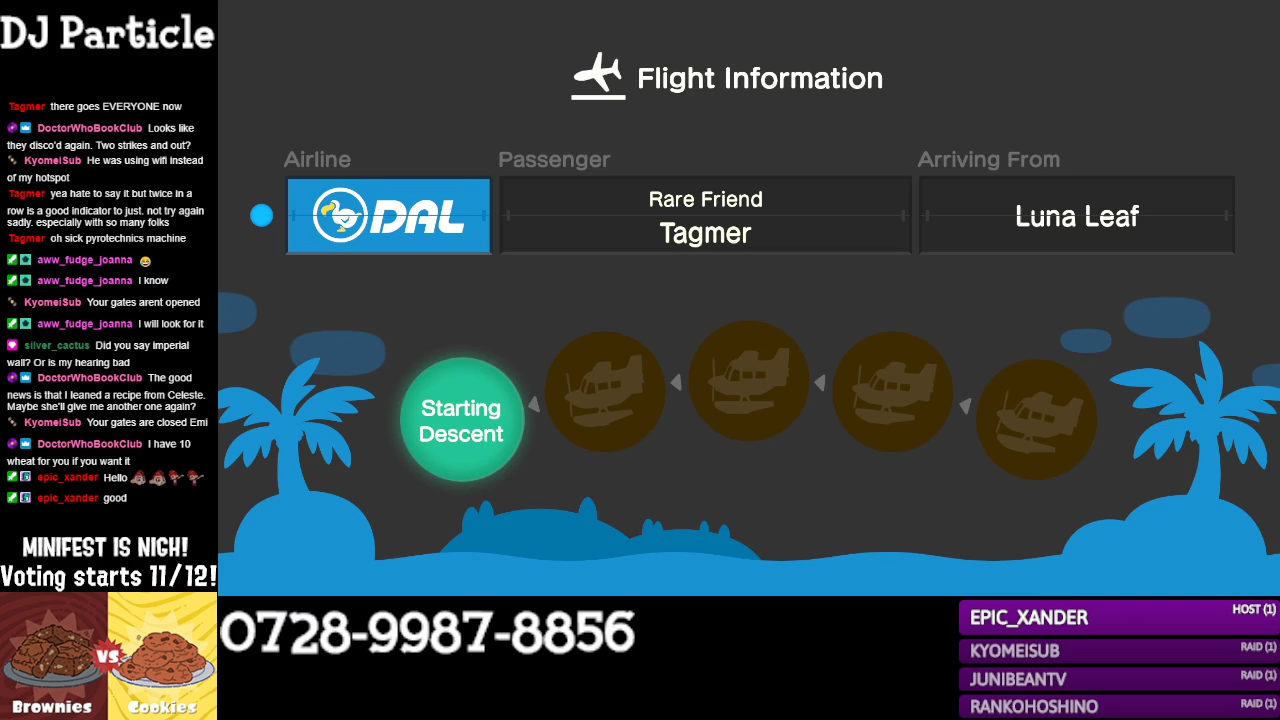 DJ Particle
Tagmer there goes EVERYONE now
DoctorWhoBookClub Looks like
they disco'd again. Two strikes and out?
KyomeiSub He was using wifi instead
of my hotspot
Tagmer yea hate to say it but twice in a
row is a good indicator to just. not try again
sadly. especially with so many folks
Tagmer oh sick pyrotechnics machine
aww_fudge_joanna
aww_fudge_joanna I know
KyomeiSub Your gates arent opened
aww_fudge_joanna I will look for it
silver_cactus Did you say imperial
wall? Or is my hearing bad
DoctorWhoBookClub The good
news is that I leaned a recipe from Celeste.
Maybe she'll give me another one again?
KyomeiSub Your gates are closed Emi
DoctorWhoBookClub I have 10
wheat for you if you want it
epic_xander Hello
epic_xander good
MINIFEST IS NIGH!
Voting starts 11/12!
VS
Brownies
Cookies
Flight Information
Airline
Passenger
Arriving From
DAL
Rare Friend
Tagmer
Luna Leaf
Starting
Descent
0728-9987-8856
EPIC_XANDER HOST (1)
KYOMEISUB RAID (1)
JUNIBEANTV RAID (1)
RANKOHOSHINO RAID (1)